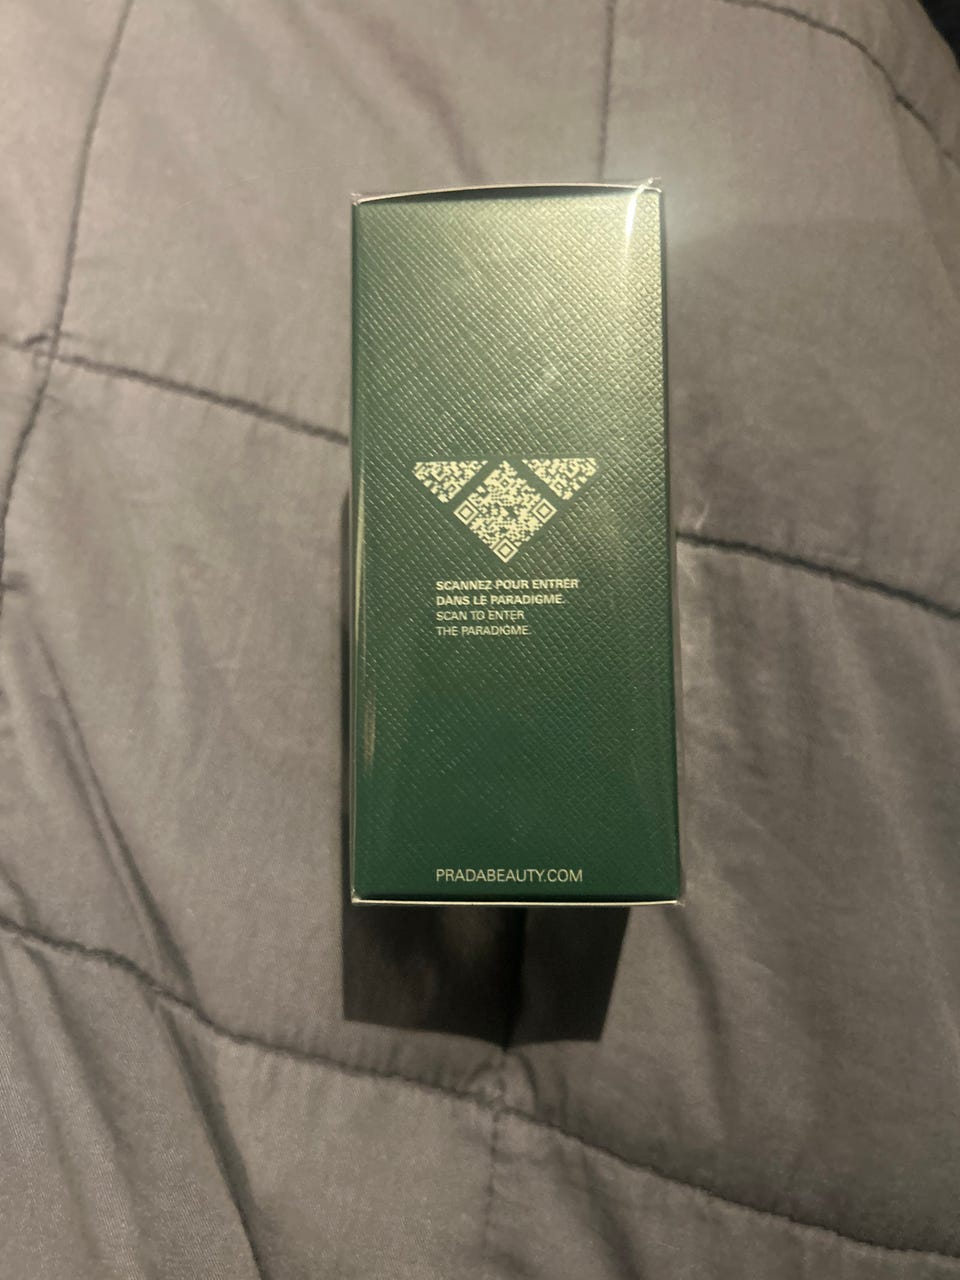 SCANNEZ POUR ENTRER
DANS LE PARADIGME.
SCAN TO ENTER
THE PARADIGME.
PRADABEAUTY.COM